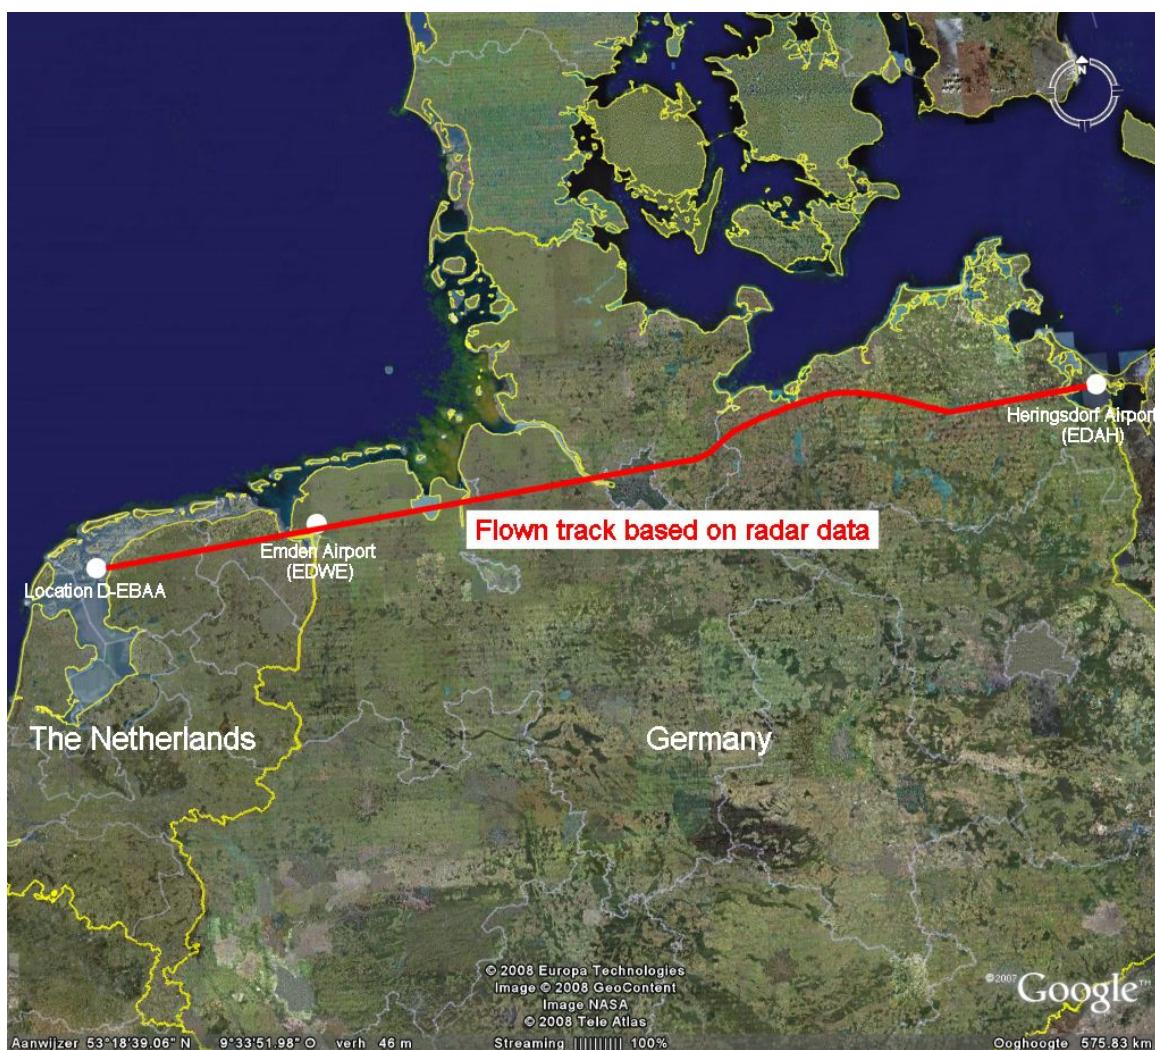 N
Heringsdorf Airport
(EDAH)
Flown track based on radar data
Emden Airport
(EDWE)
Location D-EBAA
The Netherlands
Germany
© 2008 Europa Technologies
Image © 2008 GeoContent
Image NASA
© 2008 Tele Atlas
©2007 Google™
Aanwijzer 53°18'39.06" N 9°33'51.98" O verh 46 m Streaming |||||||||| 100% Ooghoogte 575.83 km